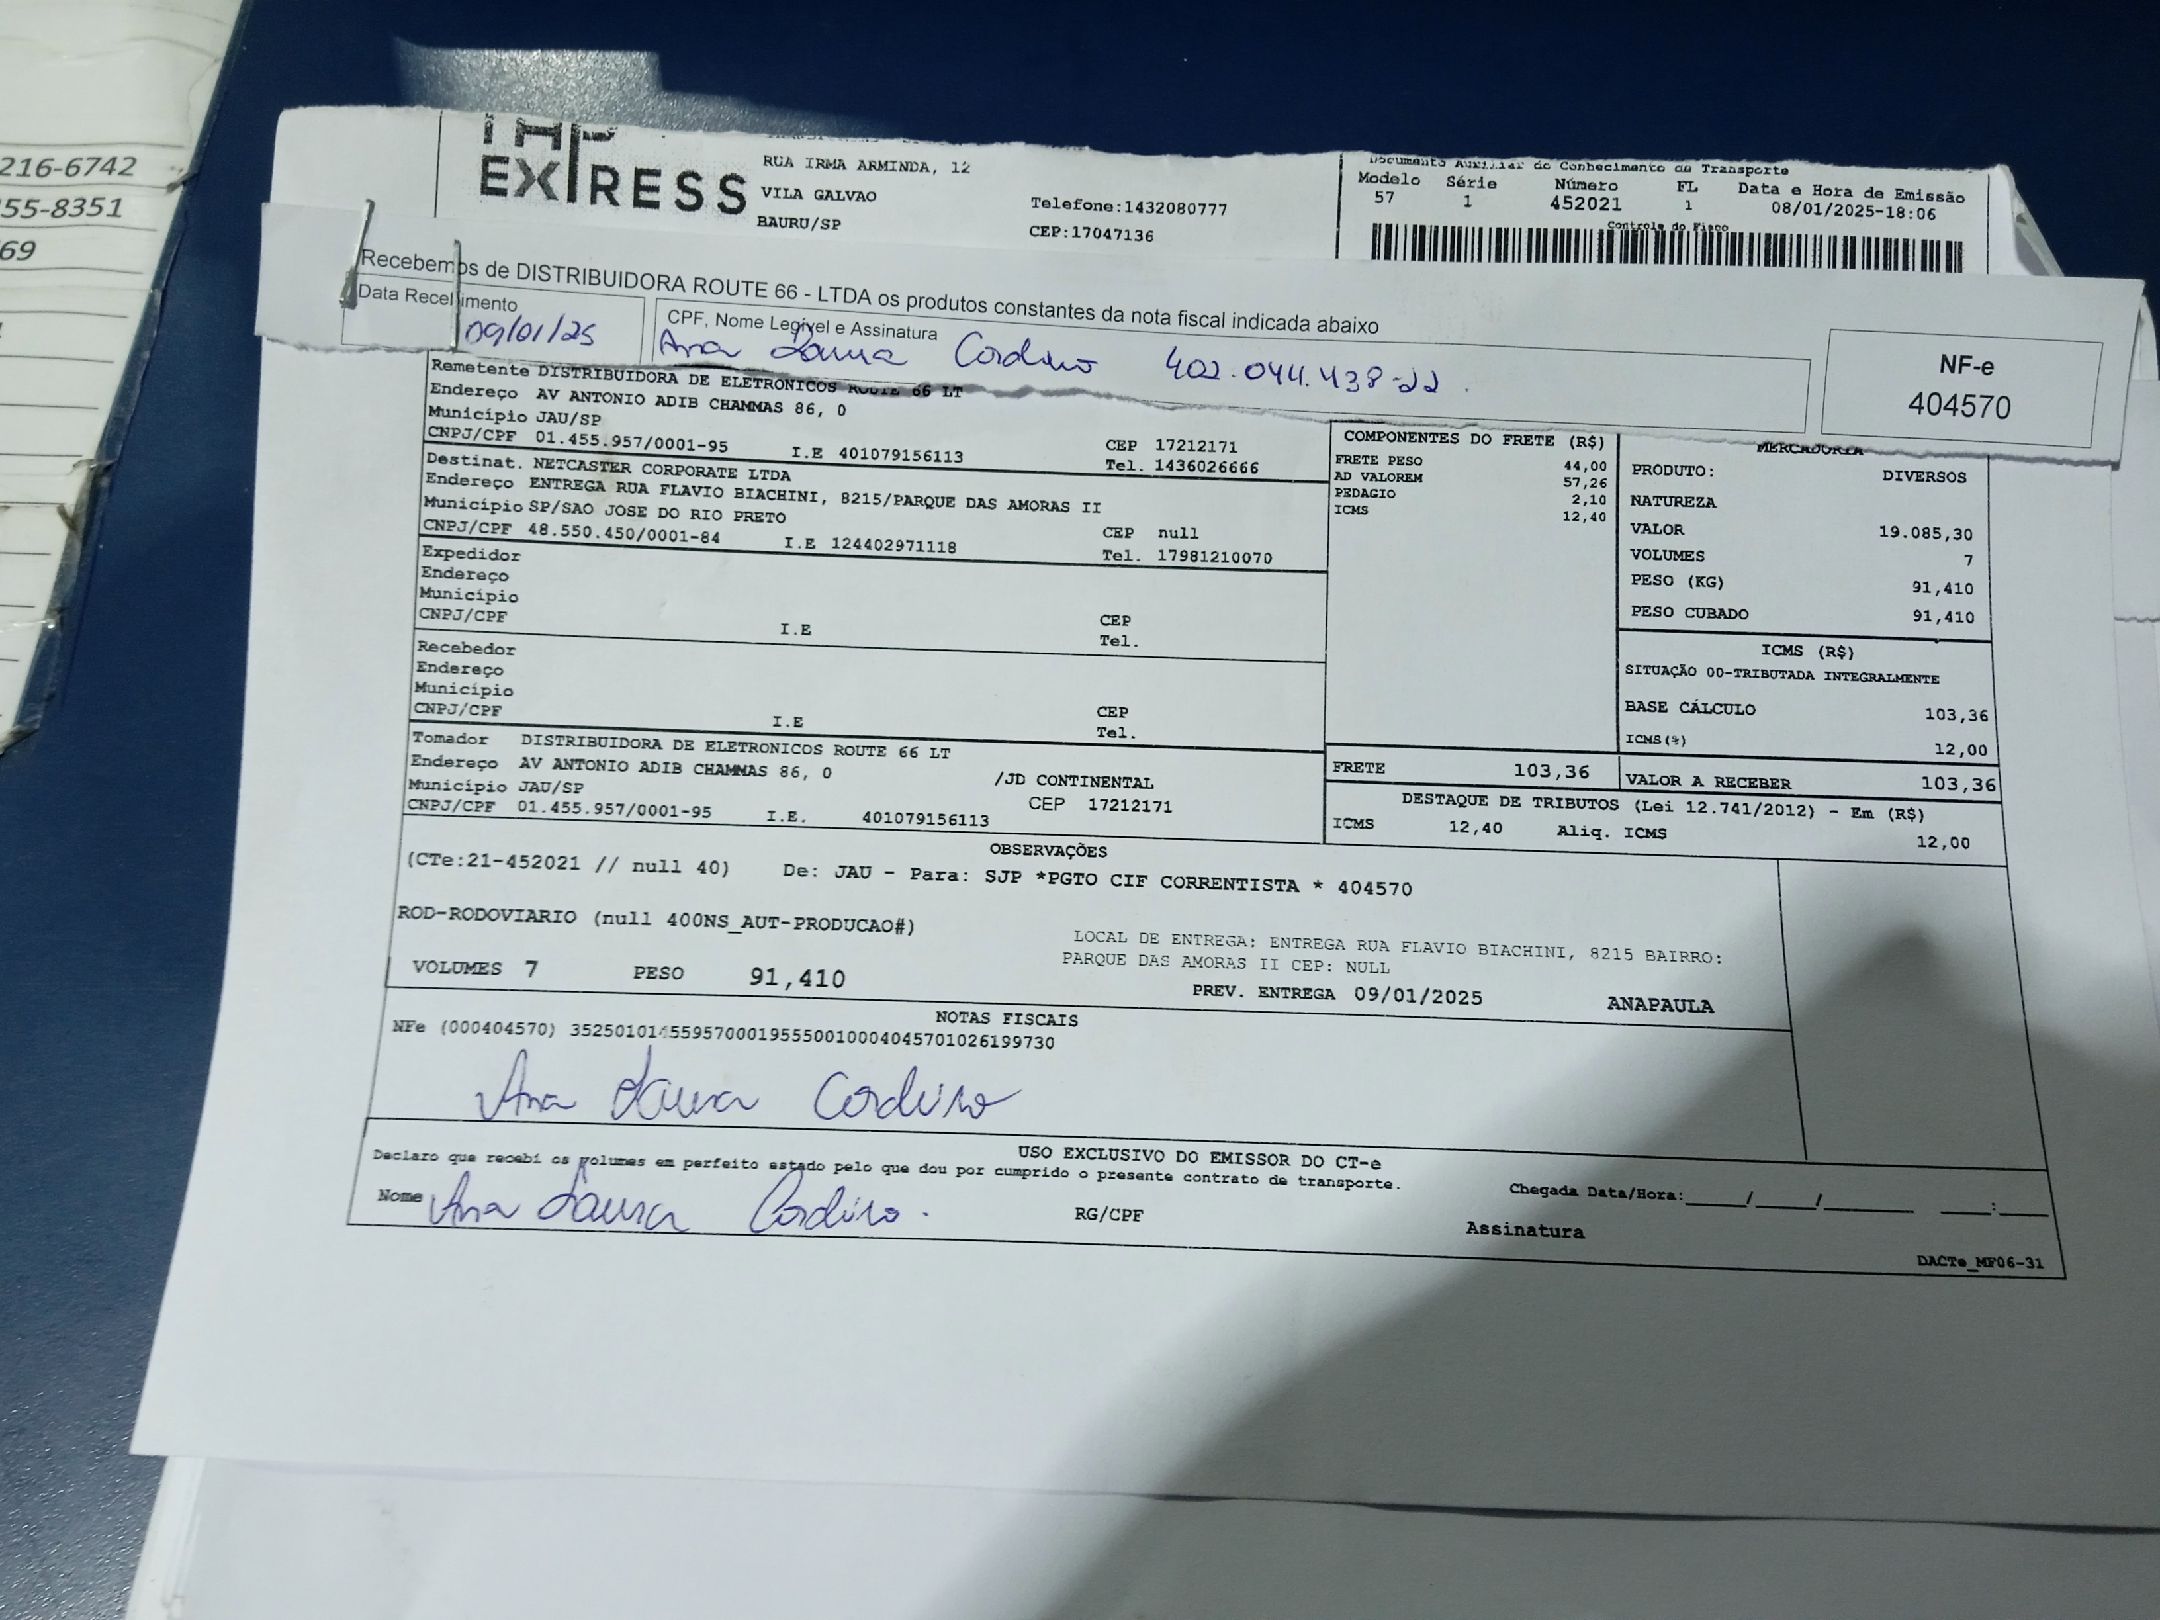 216-6742
55-8351
69
EXPRESS
RUA IRMA ARMINDA, 12
VILA GALVAO
BAURU/SP
Telefone:1432080777
CEP:17047136
Documento Auxiliar do Conhecimento de Transporte
Modelo Série Número FL Data e Hora de Emissão
57 1 452021 1 08/01/2025-18:06
Controle do Fisco
Recebemos de DISTRIBUIDORA ROUTE 66 - LTDA os produtos constantes da nota fiscal indicada abaixo
Data Recebimento
09/01/25
CPF, Nome Legível e Assinatura
Ana Laura Cordeiro 402.044.438-22.
NF-e
404570
Remetente DISTRIBUIDORA DE ELETRONICOS ROUTE 66 LT
Endereço AV ANTONIO ADIB CHAMMAS 86, 0
Município JAU/SP
CNPJ/CPF 01.455.957/0001-95 I.E 401079156113
CEP 17212171
Tel. 1436026666
Destinat. NETCASTER CORPORATE LTDA
Endereço ENTREGA RUA FLAVIO BIACHINI, 8215/PARQUE DAS AMORAS II
Município SP/SAO JOSE DO RIO PRETO
CNPJ/CPF 48.550.450/0001-84 I.E 124402971118
CEP null
Tel. 17981210070
Expedidor
Endereço
Município
CNPJ/CPF I.E
CEP
Tel.
Recebedor
Endereço
Município
CNPJ/CPF I.E
CEP
Tel.
Tomador DISTRIBUIDORA DE ELETRONICOS ROUTE 66 LT
Endereço AV ANTONIO ADIB CHAMMAS 86, 0 /JD CONTINENTAL
Município JAU/SP CEP 17212171
CNPJ/CPF 01.455.957/0001-95 I.E. 401079156113
COMPONENTES DO FRETE (R$)
FRETE PESO 44,00
AD VALOREM 57,26
PEDAGIO 2,10
ICMS 12,40
MERCADORIA
PRODUTO: DIVERSOS
NATUREZA
VALOR 19.085,30
VOLUMES 7
PESO (KG) 91,410
PESO CUBADO 91,410
ICMS (R$)
SITUAÇÃO 00-TRIBUTADA INTEGRALMENTE
BASE CÁLCULO 103,36
ICMS(%) 12,00
FRETE 103,36
VALOR A RECEBER 103,36
DESTAQUE DE TRIBUTOS (Lei 12.741/2012) - Em (R$)
ICMS 12,40 Aliq. ICMS 12,00
OBSERVAÇÕES
(CTe:21-452021 // null 40) De: JAU - Para: SJP *PGTO CIF CORRENTISTA * 404570
ROD-RODOVIARIO (null 400NS_AUT-PRODUCAO#)
LOCAL DE ENTREGA: ENTREGA RUA FLAVIO BIACHINI, 8215 BAIRRO:
PARQUE DAS AMORAS II CEP: NULL
VOLUMES 7 PESO 91,410
PREV. ENTREGA 09/01/2025 ANAPAULA
NOTAS FISCAIS
NFe (000404570) 35250101455957000195550010004045701026199730
Ana Laura Cordeiro
USO EXCLUSIVO DO EMISSOR DO CT-e
Declaro que recebi os volumes em perfeito estado pelo que dou por cumprido o presente contrato de transporte.
Nome Ana Laura Cordeiro.
RG/CPF
Chegada Data/Hora:____/____/______ ____:____
Assinatura
DACTe_MF06-31